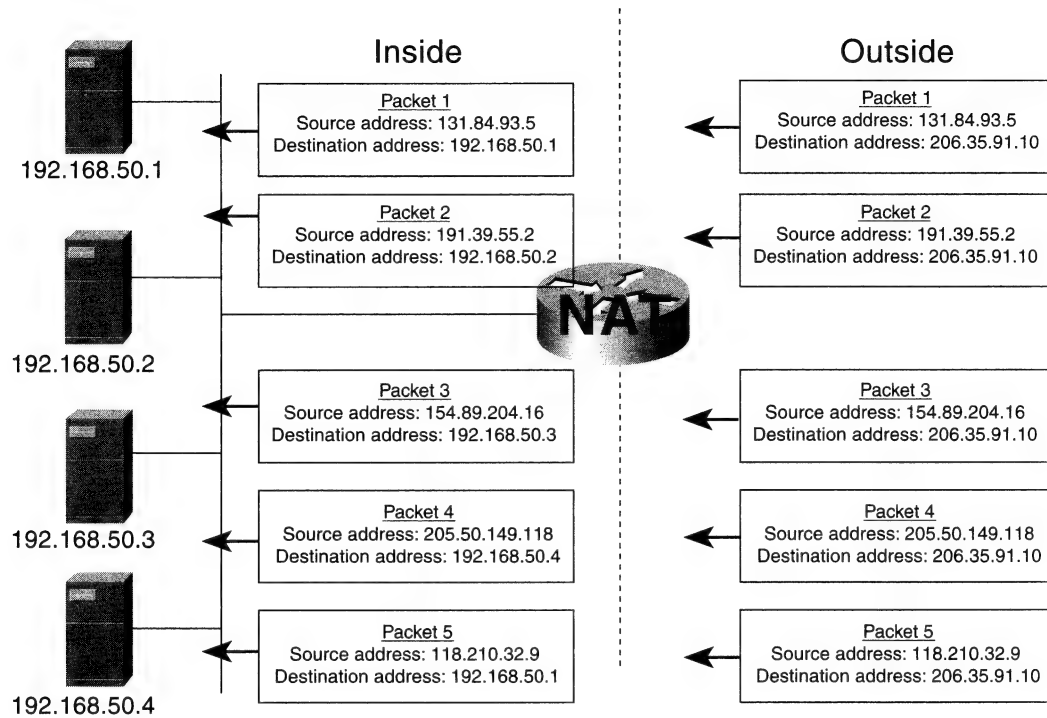 Inside
Outside
192.168.50.1
192.168.50.2
192.168.50.3
192.168.50.4
Packet 1
Source address: 131.84.93.5
Destination address: 192.168.50.1
Packet 2
Source address: 191.39.55.2
Destination address: 192.168.50.2
Packet 3
Source address: 154.89.204.16
Destination address: 192.168.50.3
Packet 4
Source address: 205.50.149.118
Destination address: 192.168.50.4
Packet 5
Source address: 118.210.32.9
Destination address: 192.168.50.1
NAT
Packet 1
Source address: 131.84.93.5
Destination address: 206.35.91.10
Packet 2
Source address: 191.39.55.2
Destination address: 206.35.91.10
Packet 3
Source address: 154.89.204.16
Destination address: 206.35.91.10
Packet 4
Source address: 205.50.149.118
Destination address: 206.35.91.10
Packet 5
Source address: 118.210.32.9
Destination address: 206.35.91.10